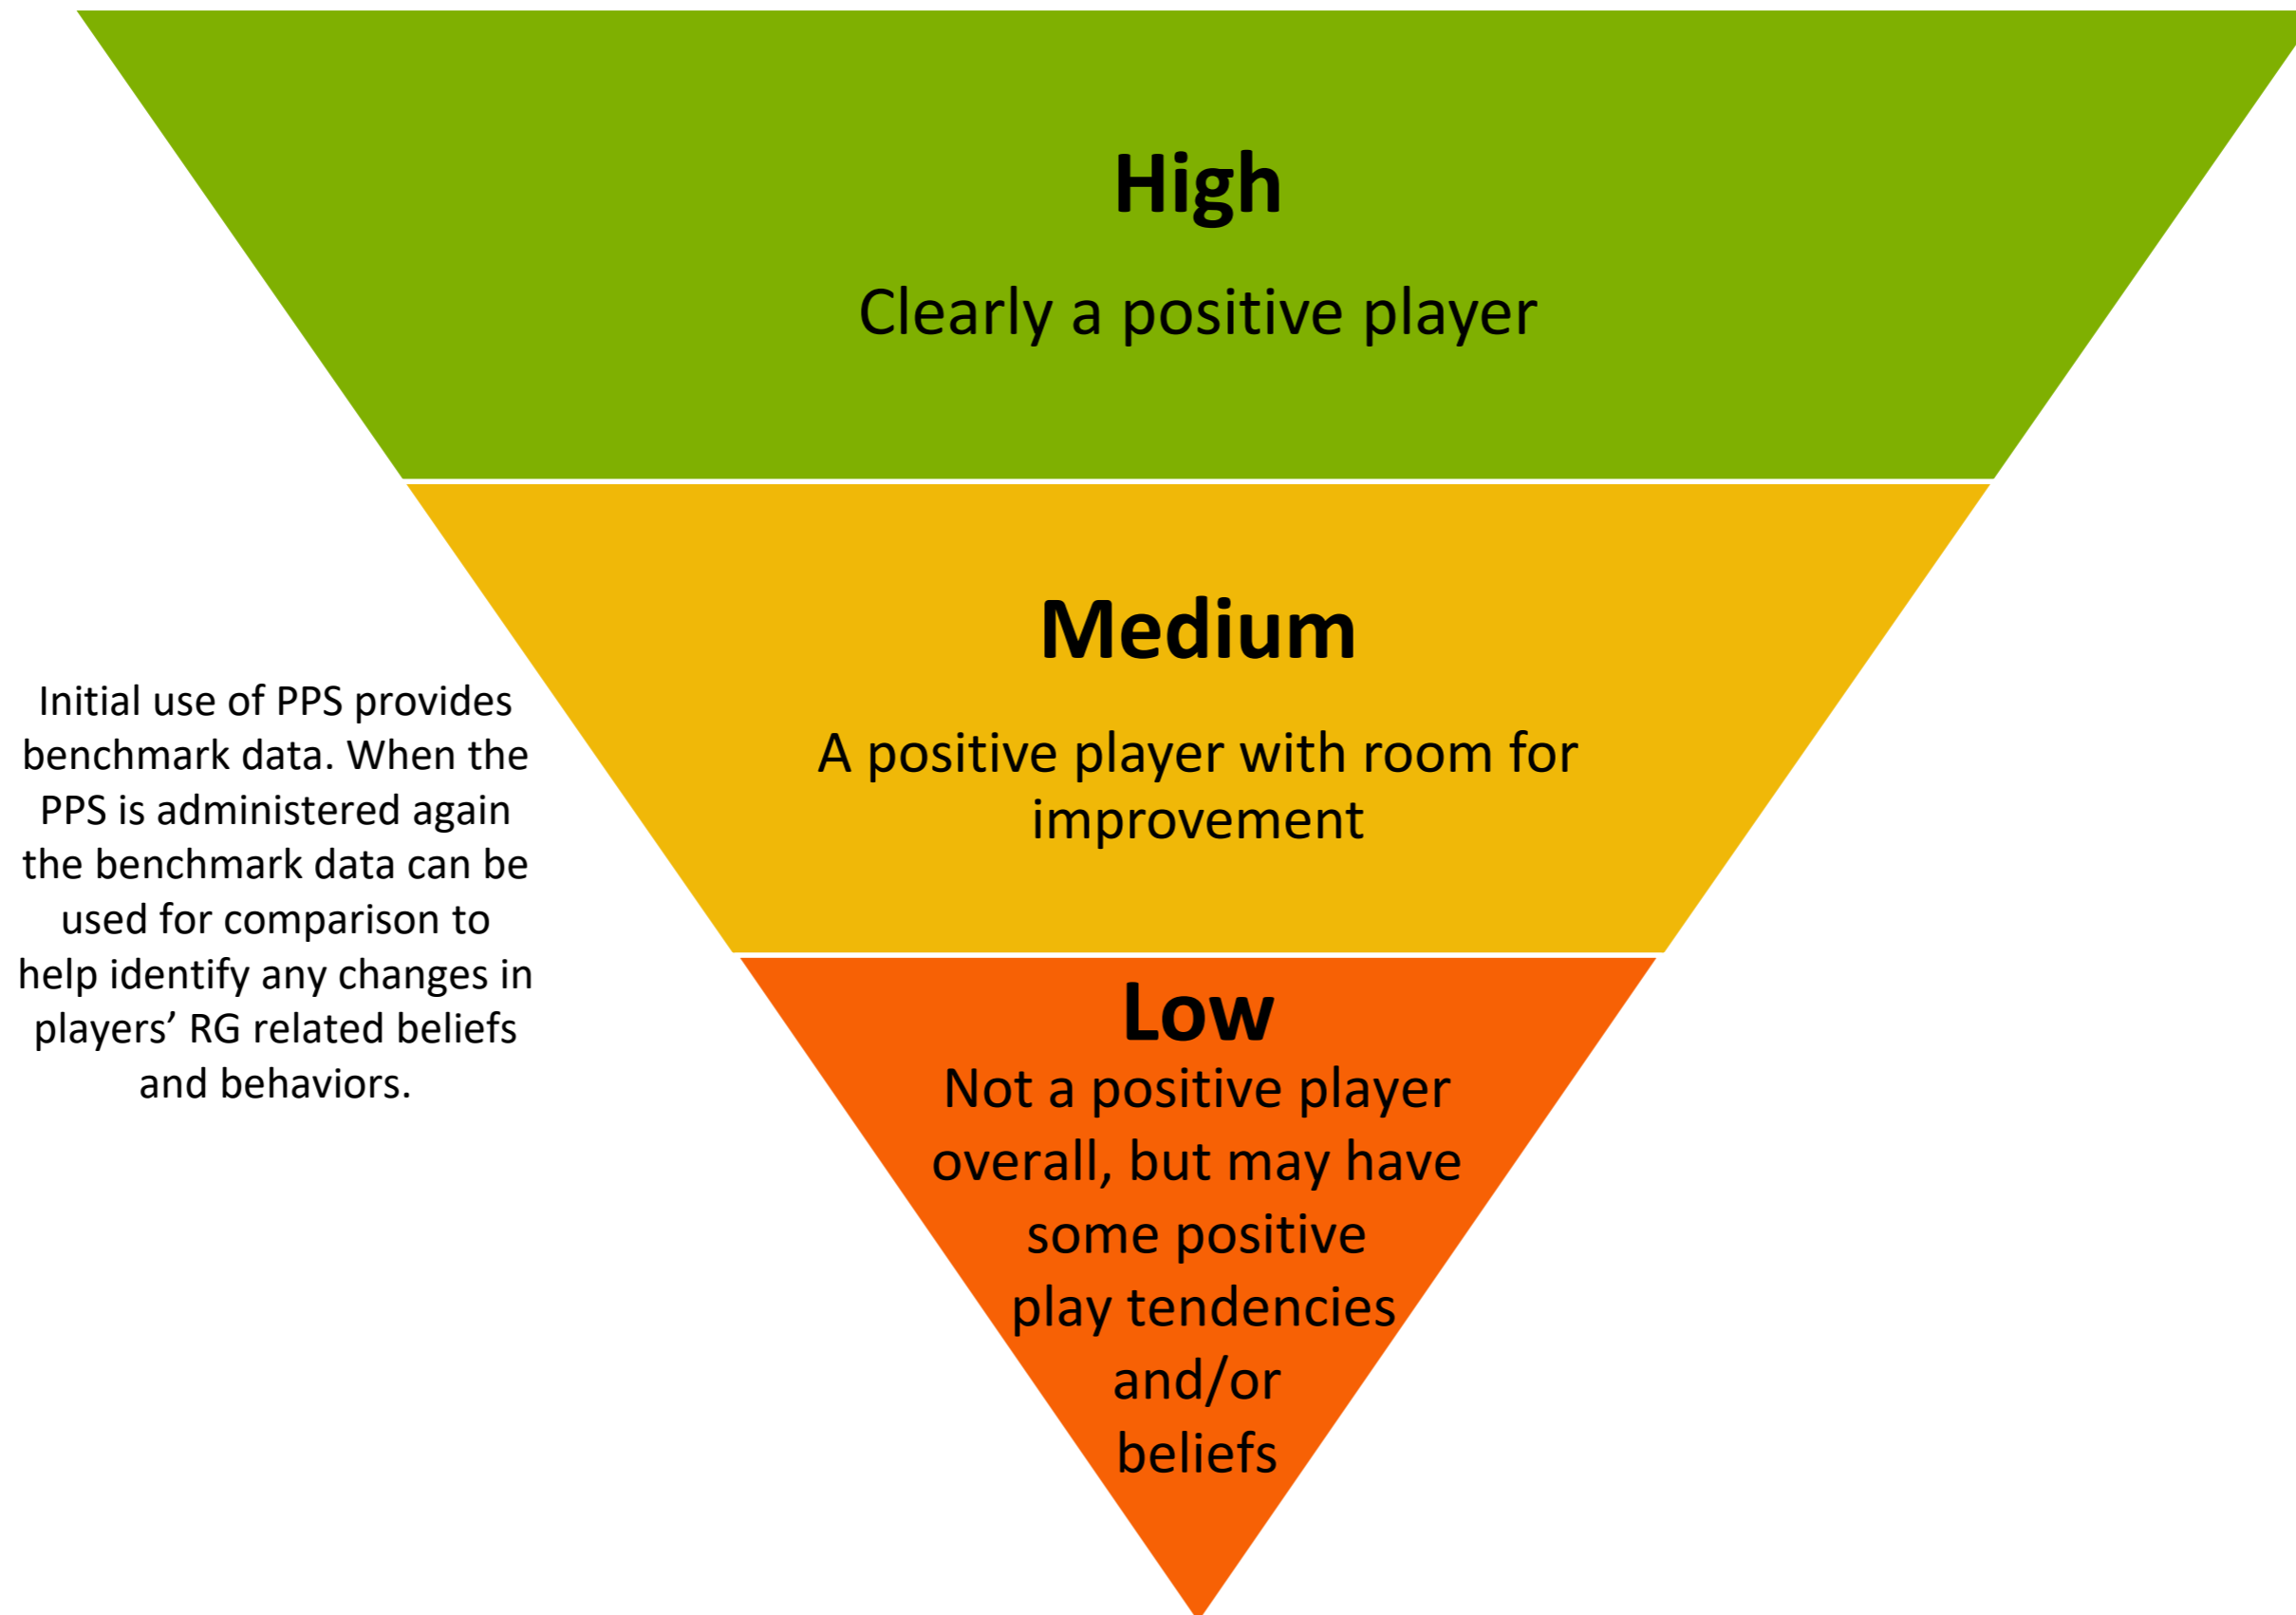 High
Clearly a positive player
Medium
A positive player with room for
improvement
Initial use of PPS provides
benchmark data. When the
PPS is administered again
the benchmark data can be
used for comparison to
help identify any changes in
players’ RG related beliefs
and behaviors.
Low
Not a positive player
overall, but may have
some positive
play tendencies
and/or
beliefs